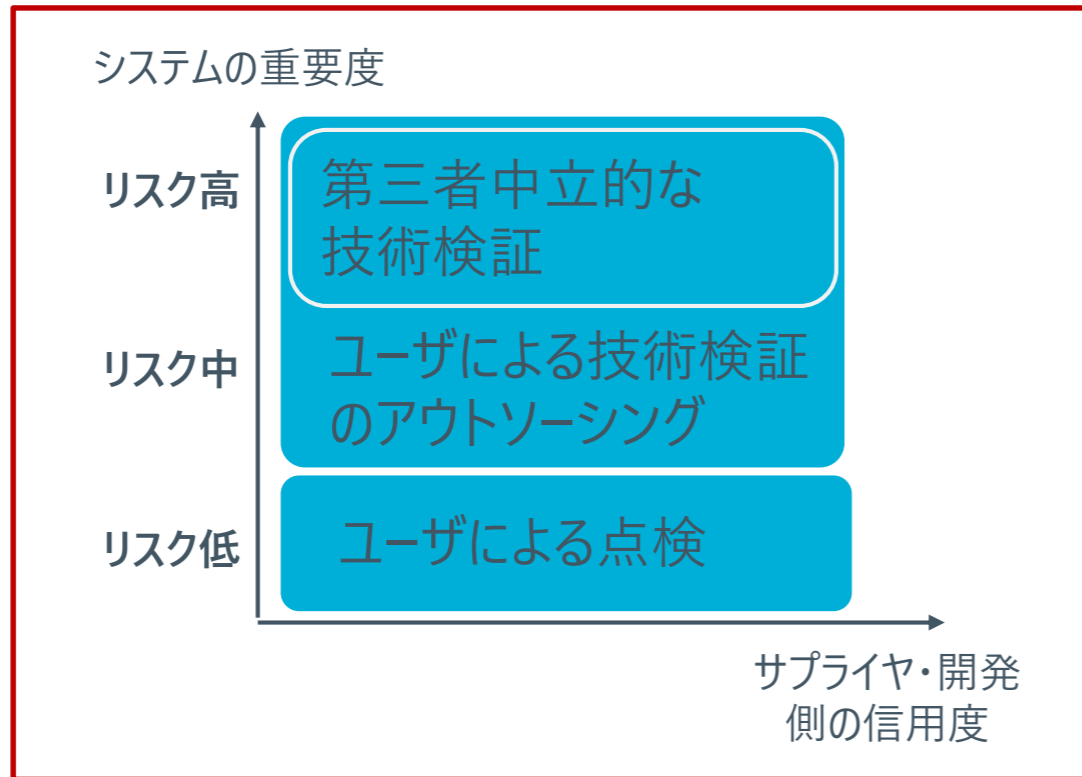 システムの重要度
リスク高
第三者中立的な
技術検証
リスク中
ユーザによる技術検証
のアウトソーシング
リスク低
ユーザによる点検
サプライヤ・開発
側の信用度